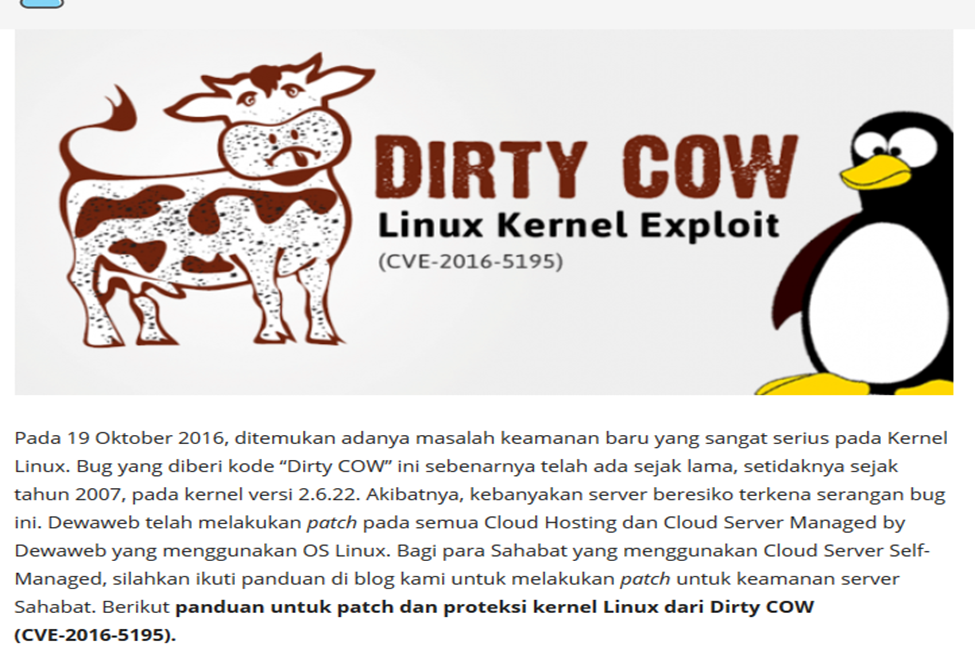 DIRTY COW
Linux Kernel Exploit
(CVE-2016-5195)
Pada 19 Oktober 2016, ditemukan adanya masalah keamanan baru yang sangat serius pada Kernel
Linux. Bug yang diberi kode “Dirty COW” ini sebenarnya telah ada sejak lama, setidaknya sejak
tahun 2007, pada kernel versi 2.6.22. Akibatnya, kebanyakan server beresiko terkena serangan bug
ini. Dewaweb telah melakukan patch pada semua Cloud Hosting dan Cloud Server Managed by
Dewaweb yang menggunakan OS Linux. Bagi para Sahabat yang menggunakan Cloud Server Self-
Managed, silahkan ikuti panduan di blog kami untuk melakukan patch untuk keamanan server
Sahabat. Berikut panduan untuk patch dan proteksi kernel Linux dari Dirty COW
(CVE-2016-5195).